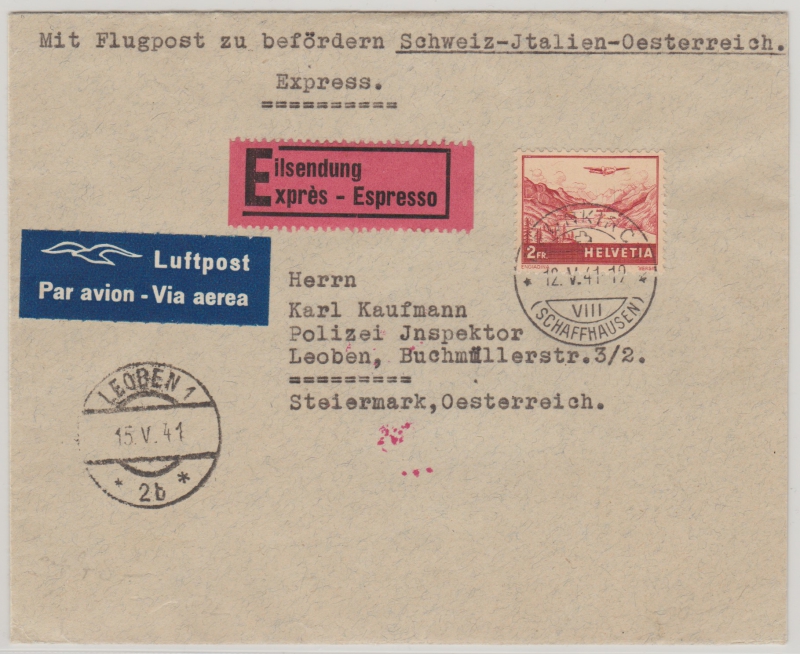 Mit Flugpost zu befördern Schweiz-Jtalien-Oesterreich.
Express.
==========
Eilsendung
Exprès - Espresso
2 FR. HELVETIA
12.V.41-19
VIII
(SCHAFFHAUSEN)
Luftpost
Par avion - Via aerea
Herrn
Karl Kaufmann
Polizei Jnspektor
Leoben, Buchmüllerstr.3/2.
=========
Steiermark,Oesterreich.
LEOBEN 1
15.V.41
* 2b *